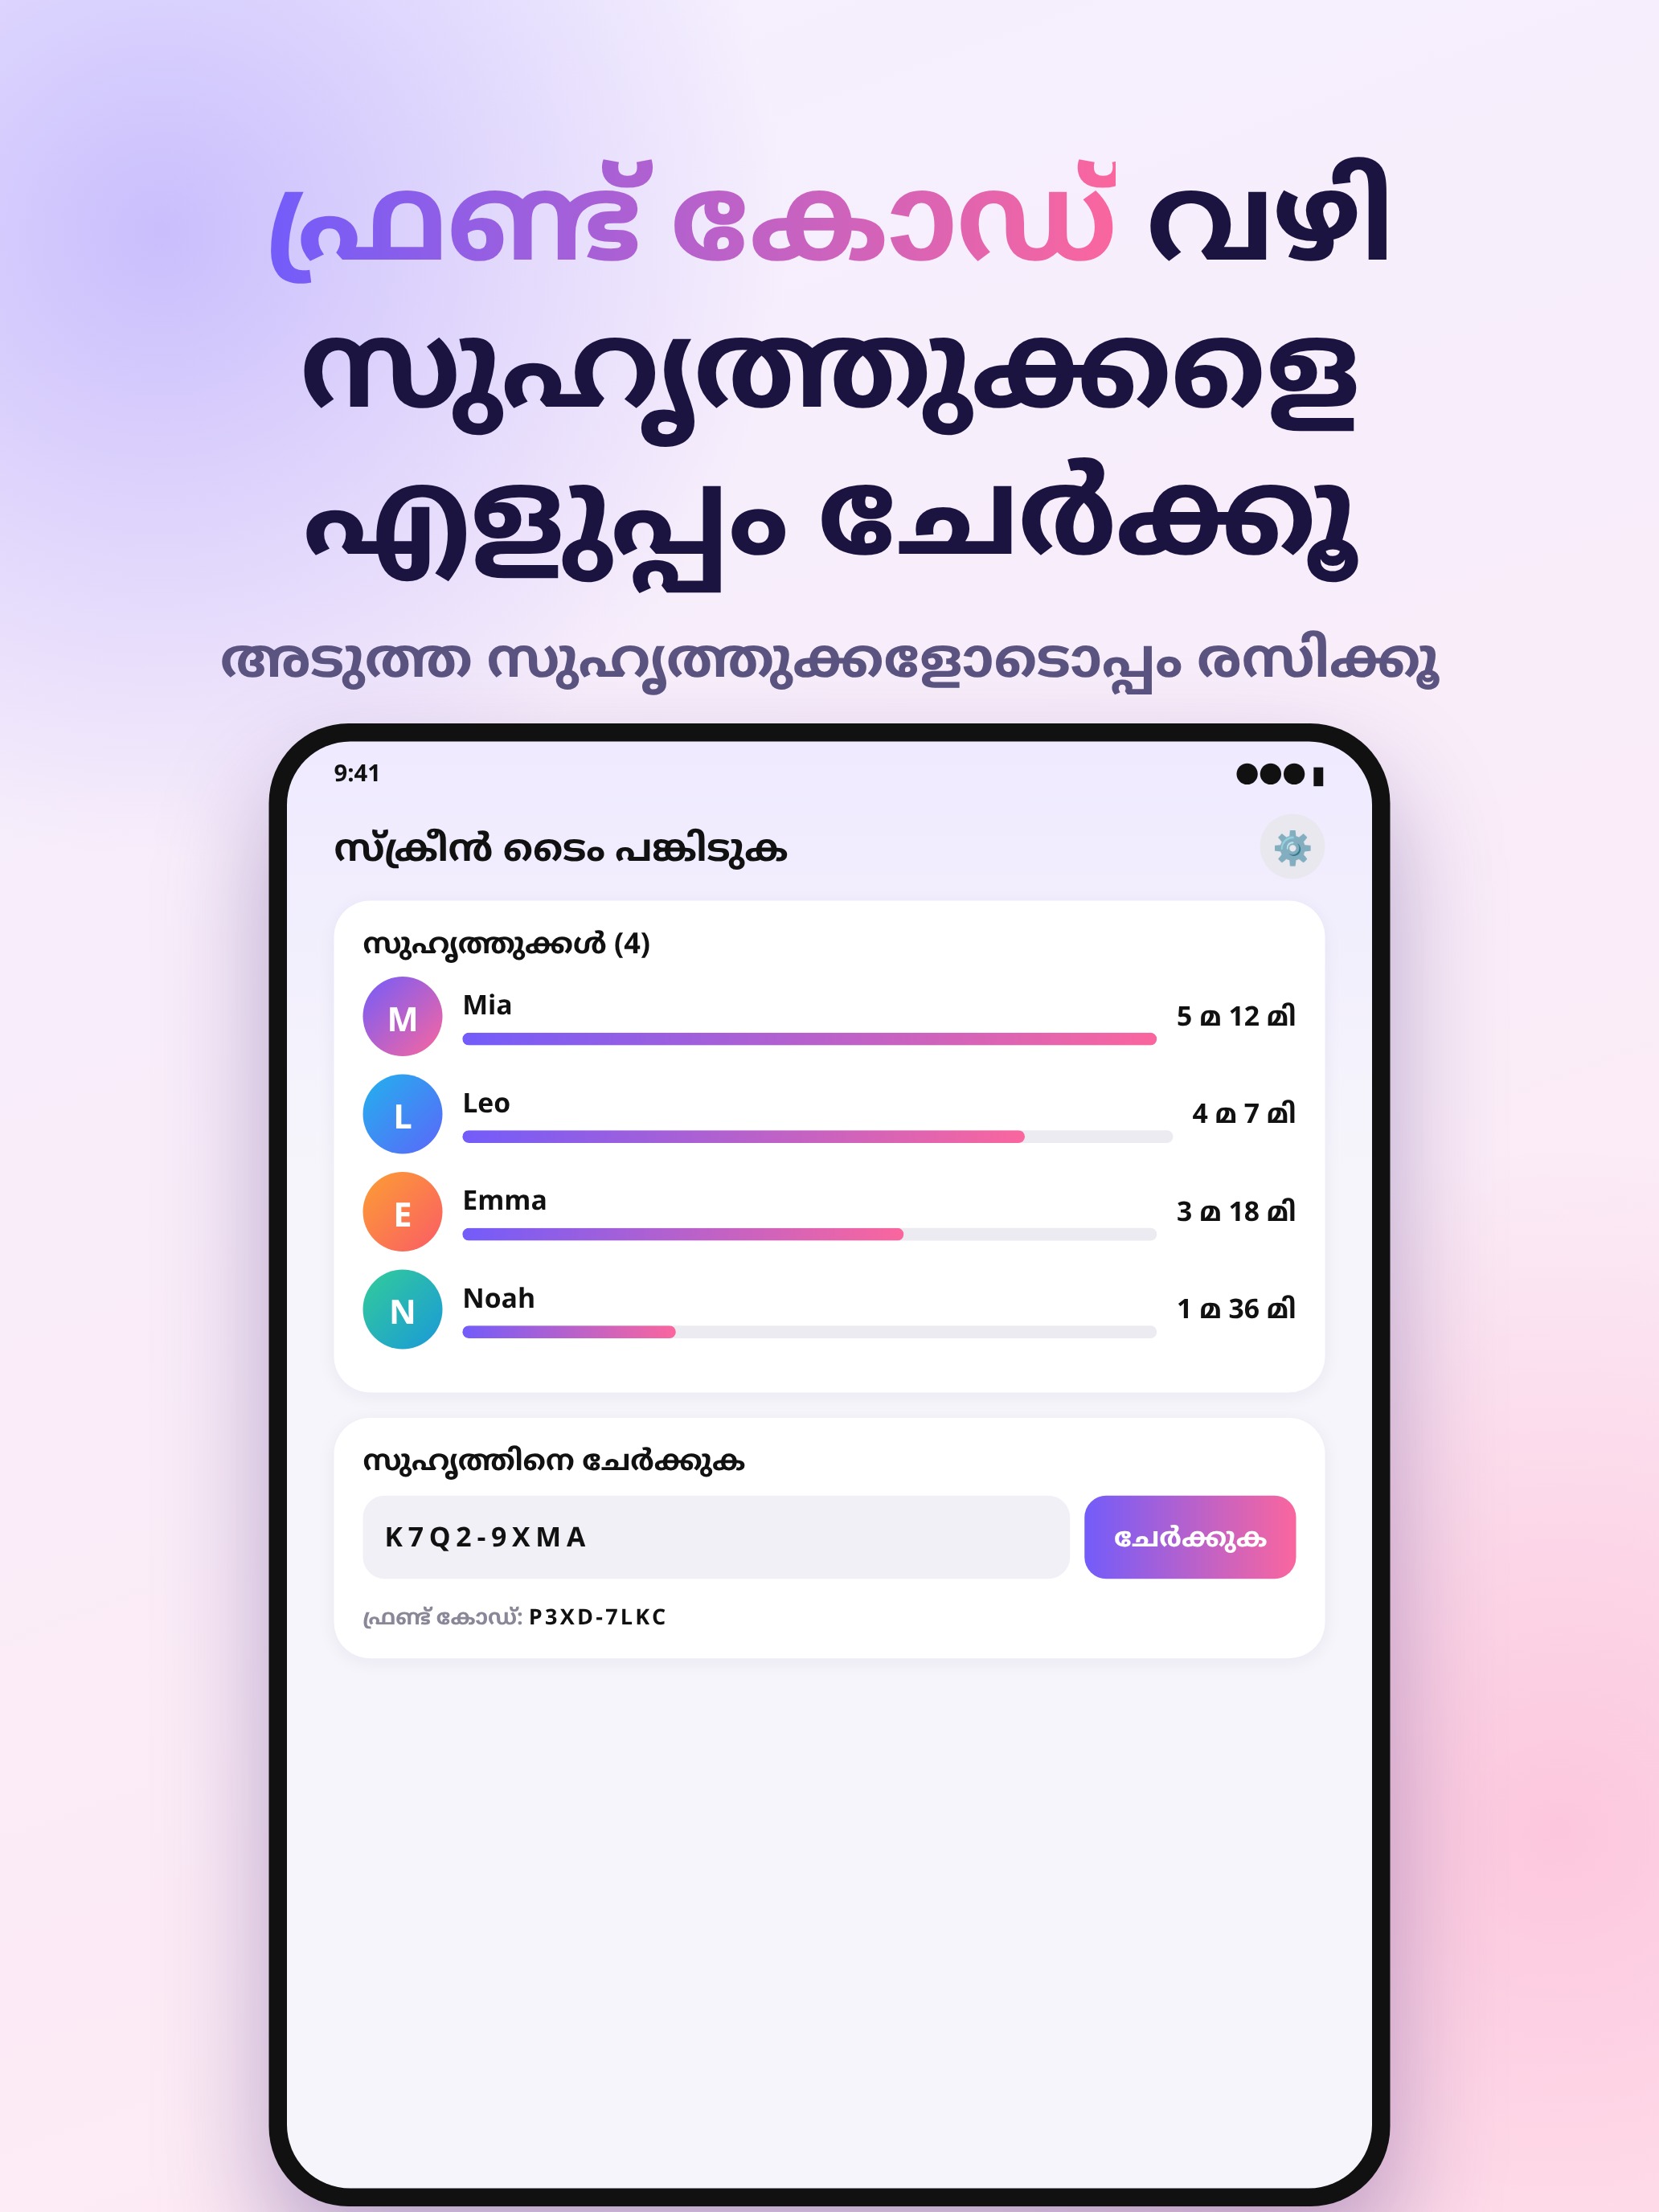 ഫ്രണ്ട് കോഡ് വഴി
സുഹൃത്തുക്കളെ
എളുപ്പം ചേർക്കൂ
അടുത്ത സുഹൃത്തുക്കളോടൊപ്പം രസിക്കൂ
9:41
സ്ക്രീൻ ടൈം പങ്കിടുക
സുഹൃത്തുക്കൾ (4)
M
Mia
5 മ 12 മി
L
Leo
4 മ 7 മി
E
Emma
3 മ 18 മി
N
Noah
1 മ 36 മി
സുഹൃത്തിനെ ചേർക്കുക
K7Q2-9XMA
ചേർക്കുക
ഫ്രണ്ട് കോഡ്: P3XD-7LKC